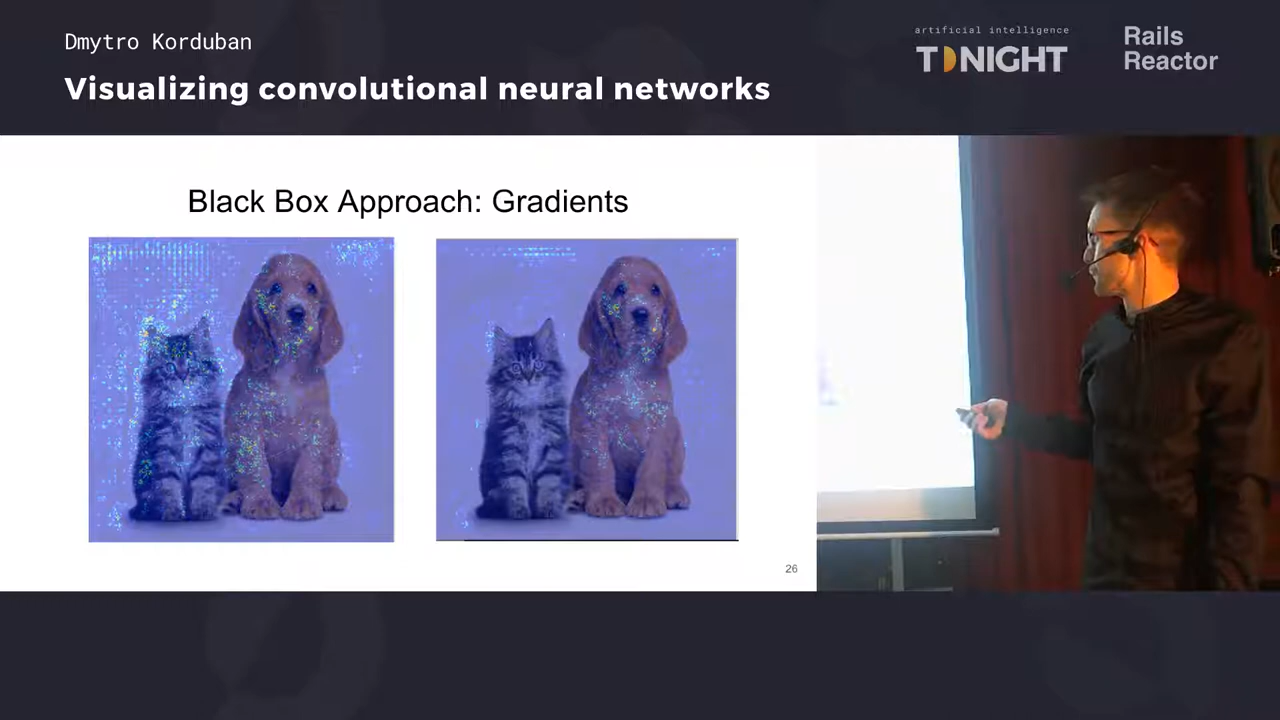 Dmytro Korduban
Visualizing convolutional neural networks
artificial intelligence
TONIGHT
Rails
Reactor
Black Box Approach: Gradients
26